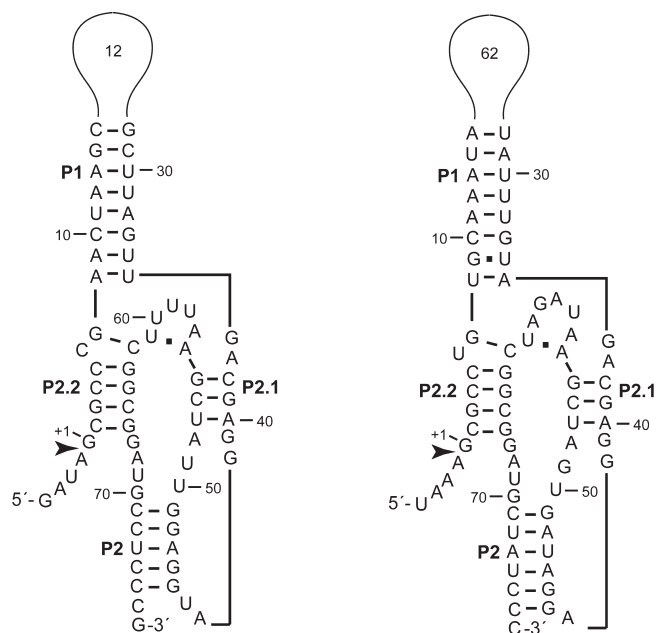 12
C G
G C
P1 A U 30
A U
U A
10 C G
A U
A U
60 U U U A
G C U A G
C G G A
P2.2 C G C C P2.1
C C U G
G G C A 40
+1 G G U G
A A A G
U U U
A 70 G U 50
5´- G C G
C G
P2 U A
C G
C G
C U
G -3´ A
62
A U
U A
P1 A U 30
A U
A U
10 C G
G U
U A
G C U A G A U A A G
U C G G A
P2.2 C G C C P2.1
C C U G
G G C A 40
+1 G G G
A A A G
A U G
A 70 G U 50
5´- U C G
U A
P2 A U
U A
C G
C G
C -3´ A